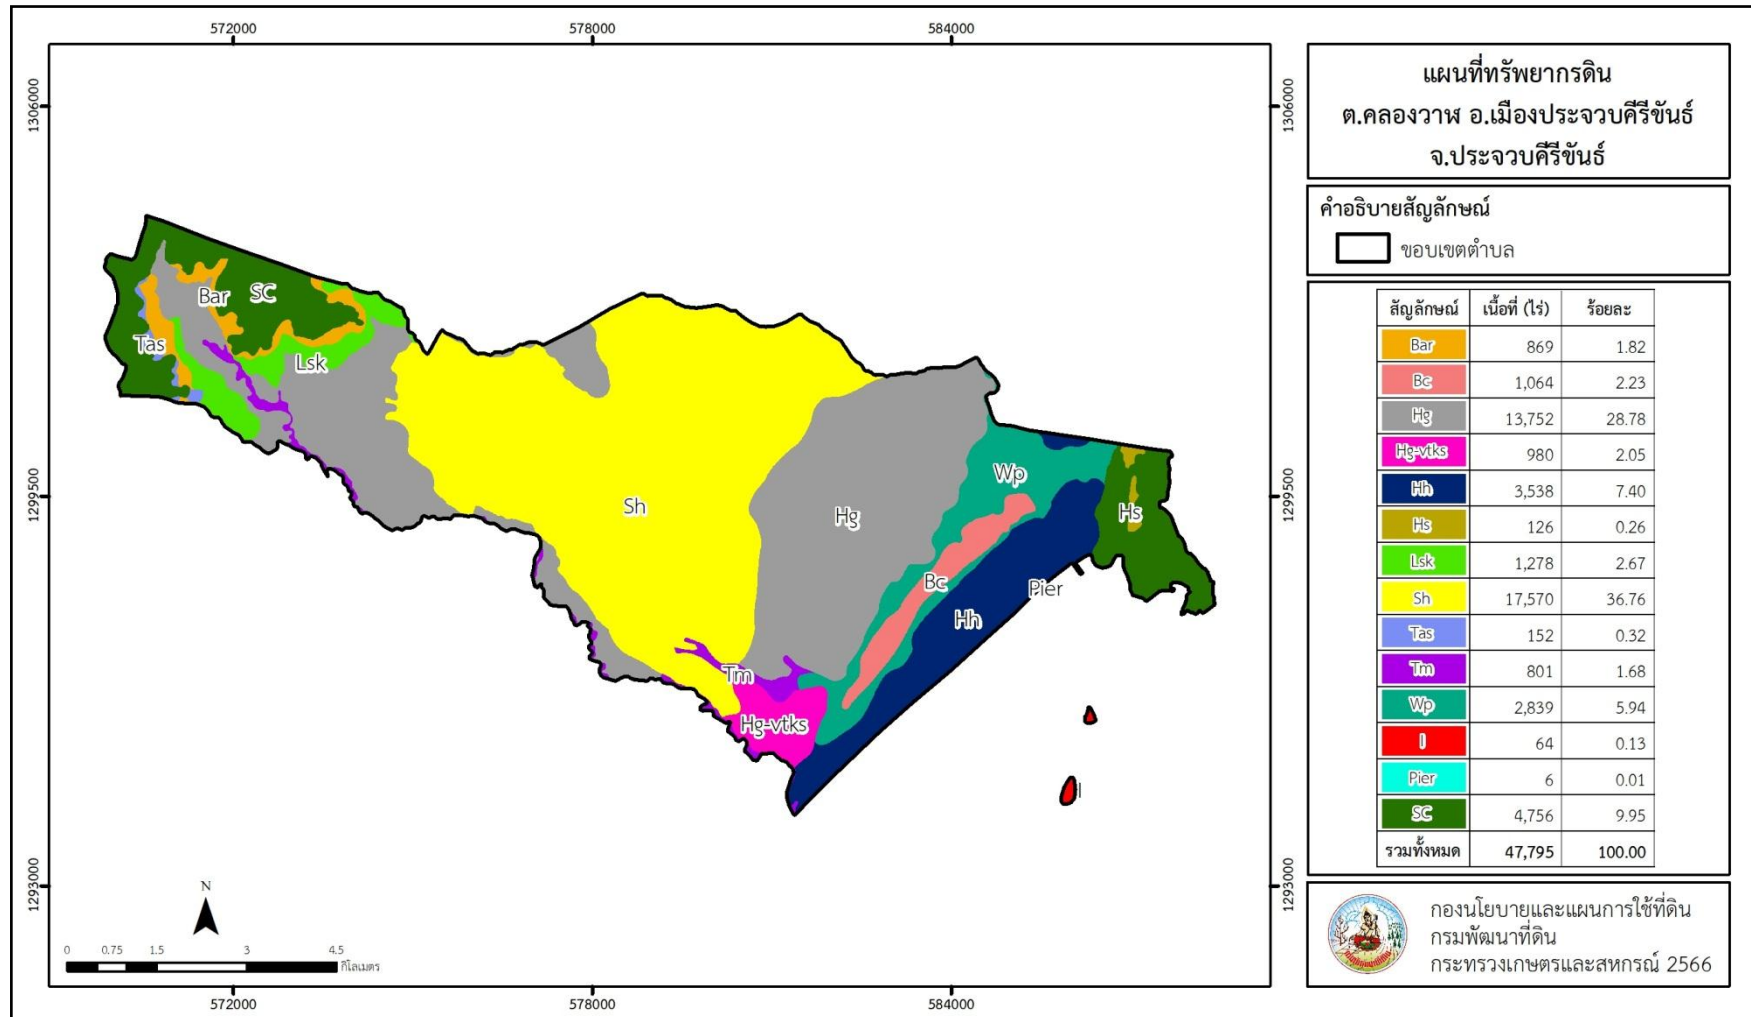 572000
578000
584000
1306000
1306000
1299500
1299500
1293000
1293000
572000
578000
584000
Bar
SC
Tas
Lsk
Sh
Hg
Wp
Hs
Bc
Pier
Hh
Tm
Hg-vtks
I
N
0 0.75 1.5 3 4.5
กิโลเมตร
แผนที่ทรัพยากรดิน
ต.คลองวาฬ อ.เมืองประจวบคีรีขันธ์
จ.ประจวบคีรีขันธ์
คำอธิบายสัญลักษณ์
ขอบเขตตำบล
สัญลักษณ์ เนื้อที่ (ไร่) ร้อยละ
Bar 869 1.82
Bc 1,064 2.23
Hg 13,752 28.78
Hg-vtks 980 2.05
Hh 3,538 7.40
Hs 126 0.26
Lsk 1,278 2.67
Sh 17,570 36.76
Tas 152 0.32
Tm 801 1.68
Wp 2,839 5.94
I 64 0.13
Pier 6 0.01
SC 4,756 9.95
รวมทั้งหมด 47,795 100.00
กองนโยบายและแผนการใช้ที่ดิน
กรมพัฒนาที่ดิน
กระทรวงเกษตรและสหกรณ์ 2566